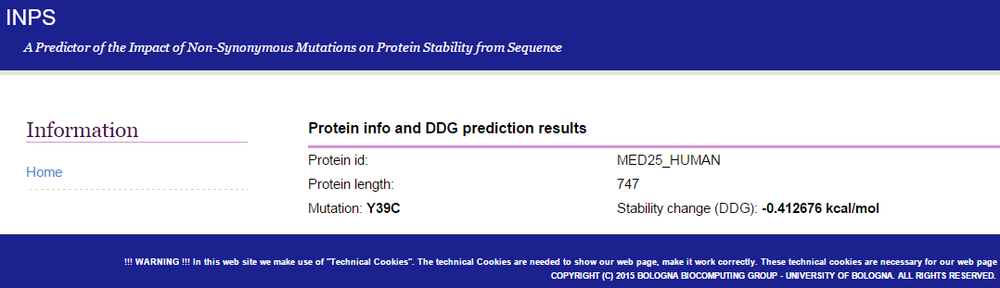 INPS
A Predictor of the Impact of Non-Synonymous Mutations on Protein Stability from Sequence
Information
Home
Protein info and DDG prediction results
Protein id: MED25_HUMAN
Protein length: 747
Mutation: Y39C Stability change (DDG): -0.412676 kcal/mol
!!! WARNING !!! In this web site we make use of "Technical Cookies". The technical Cookies are needed to show our web page, make it work correctly. These technical cookies are necessary for our web page
COPYRIGHT (C) 2015 BOLOGNA BIOCOMPUTING GROUP - UNIVERSITY OF BOLOGNA. ALL RIGHTS RESERVED.